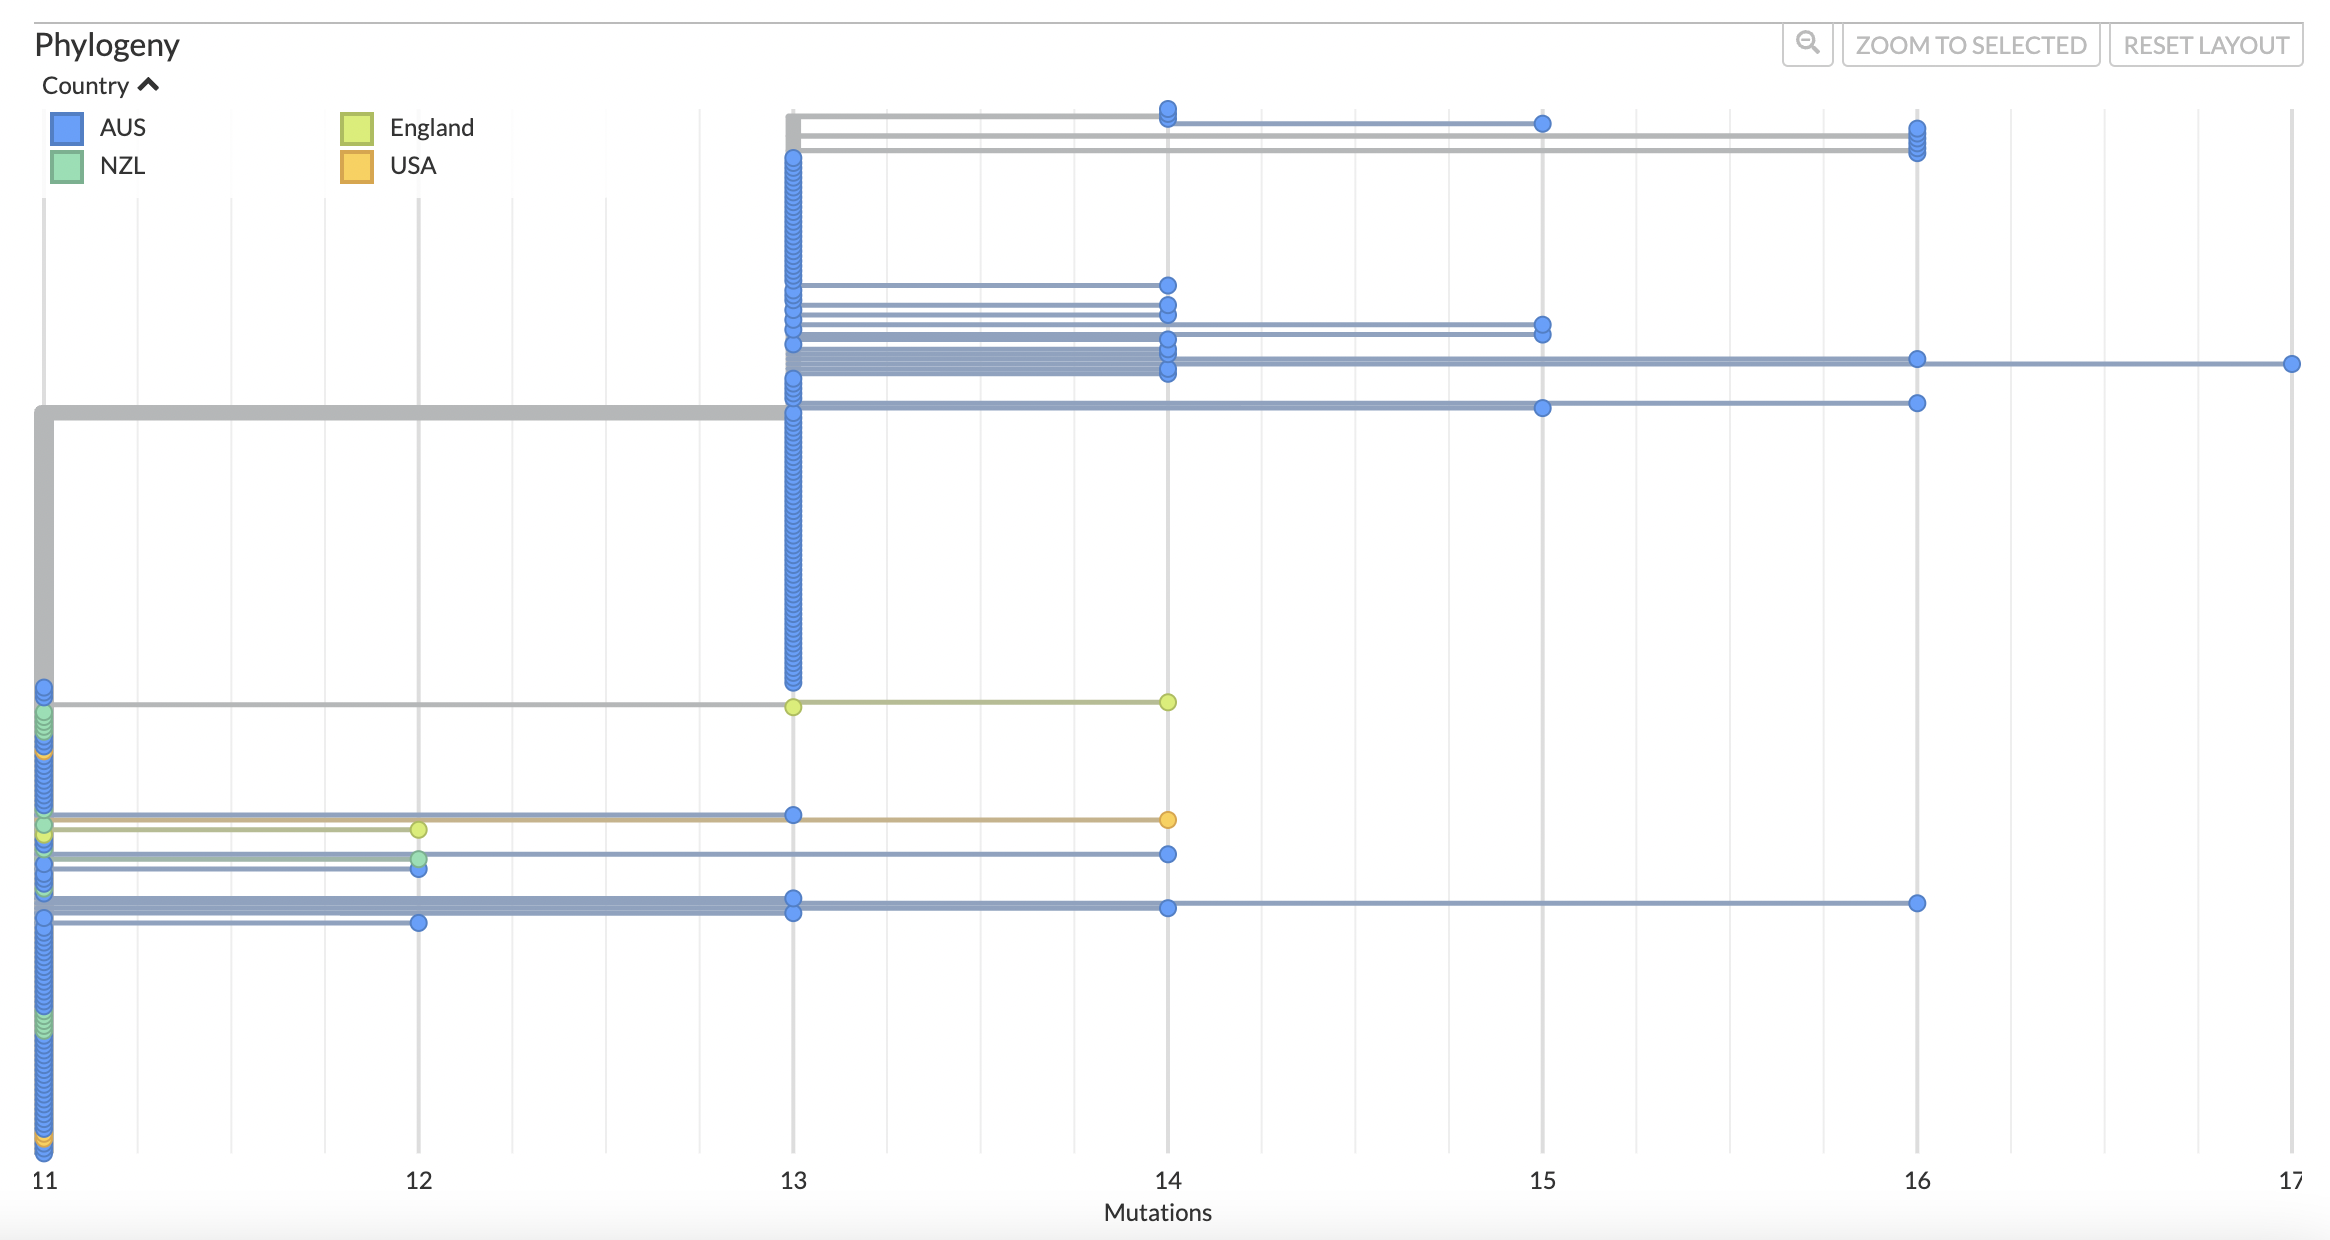 Phylogeny
ZOOM TO SELECTED
RESET LAYOUT
Country
AUS
England
NZL
USA
11 12 13 14 15 16 17
Mutations